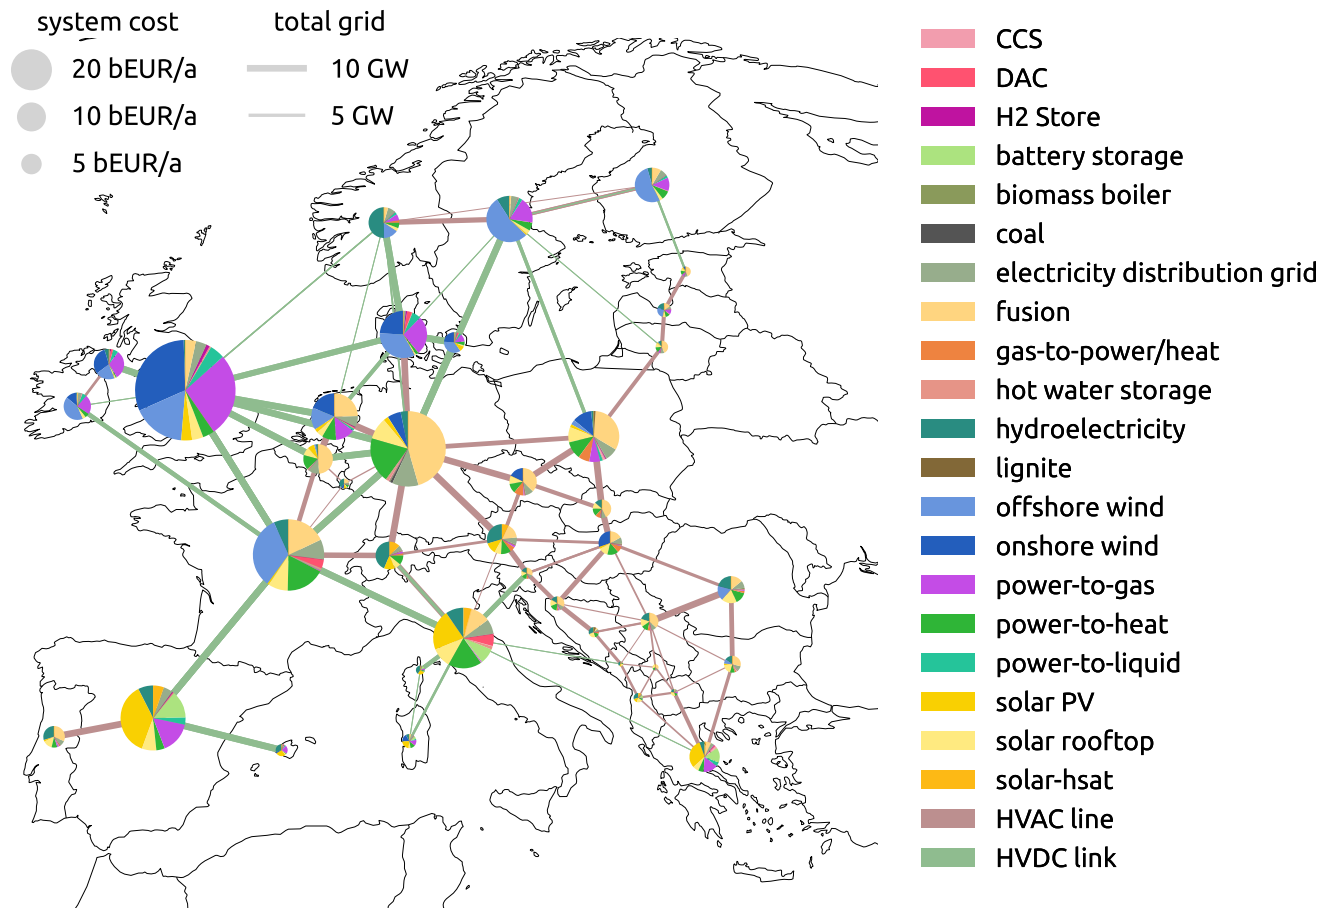 system cost
20 bEUR/a
10 bEUR/a
5 bEUR/a
total grid
10 GW
5 GW
CCS
DAC
H2 Store
battery storage
biomass boiler
coal
electricity distribution grid
fusion
gas-to-power/heat
hot water storage
hydroelectricity
lignite
offshore wind
onshore wind
power-to-gas
power-to-heat
power-to-liquid
solar PV
solar rooftop
solar-hsat
HVAC line
HVDC link